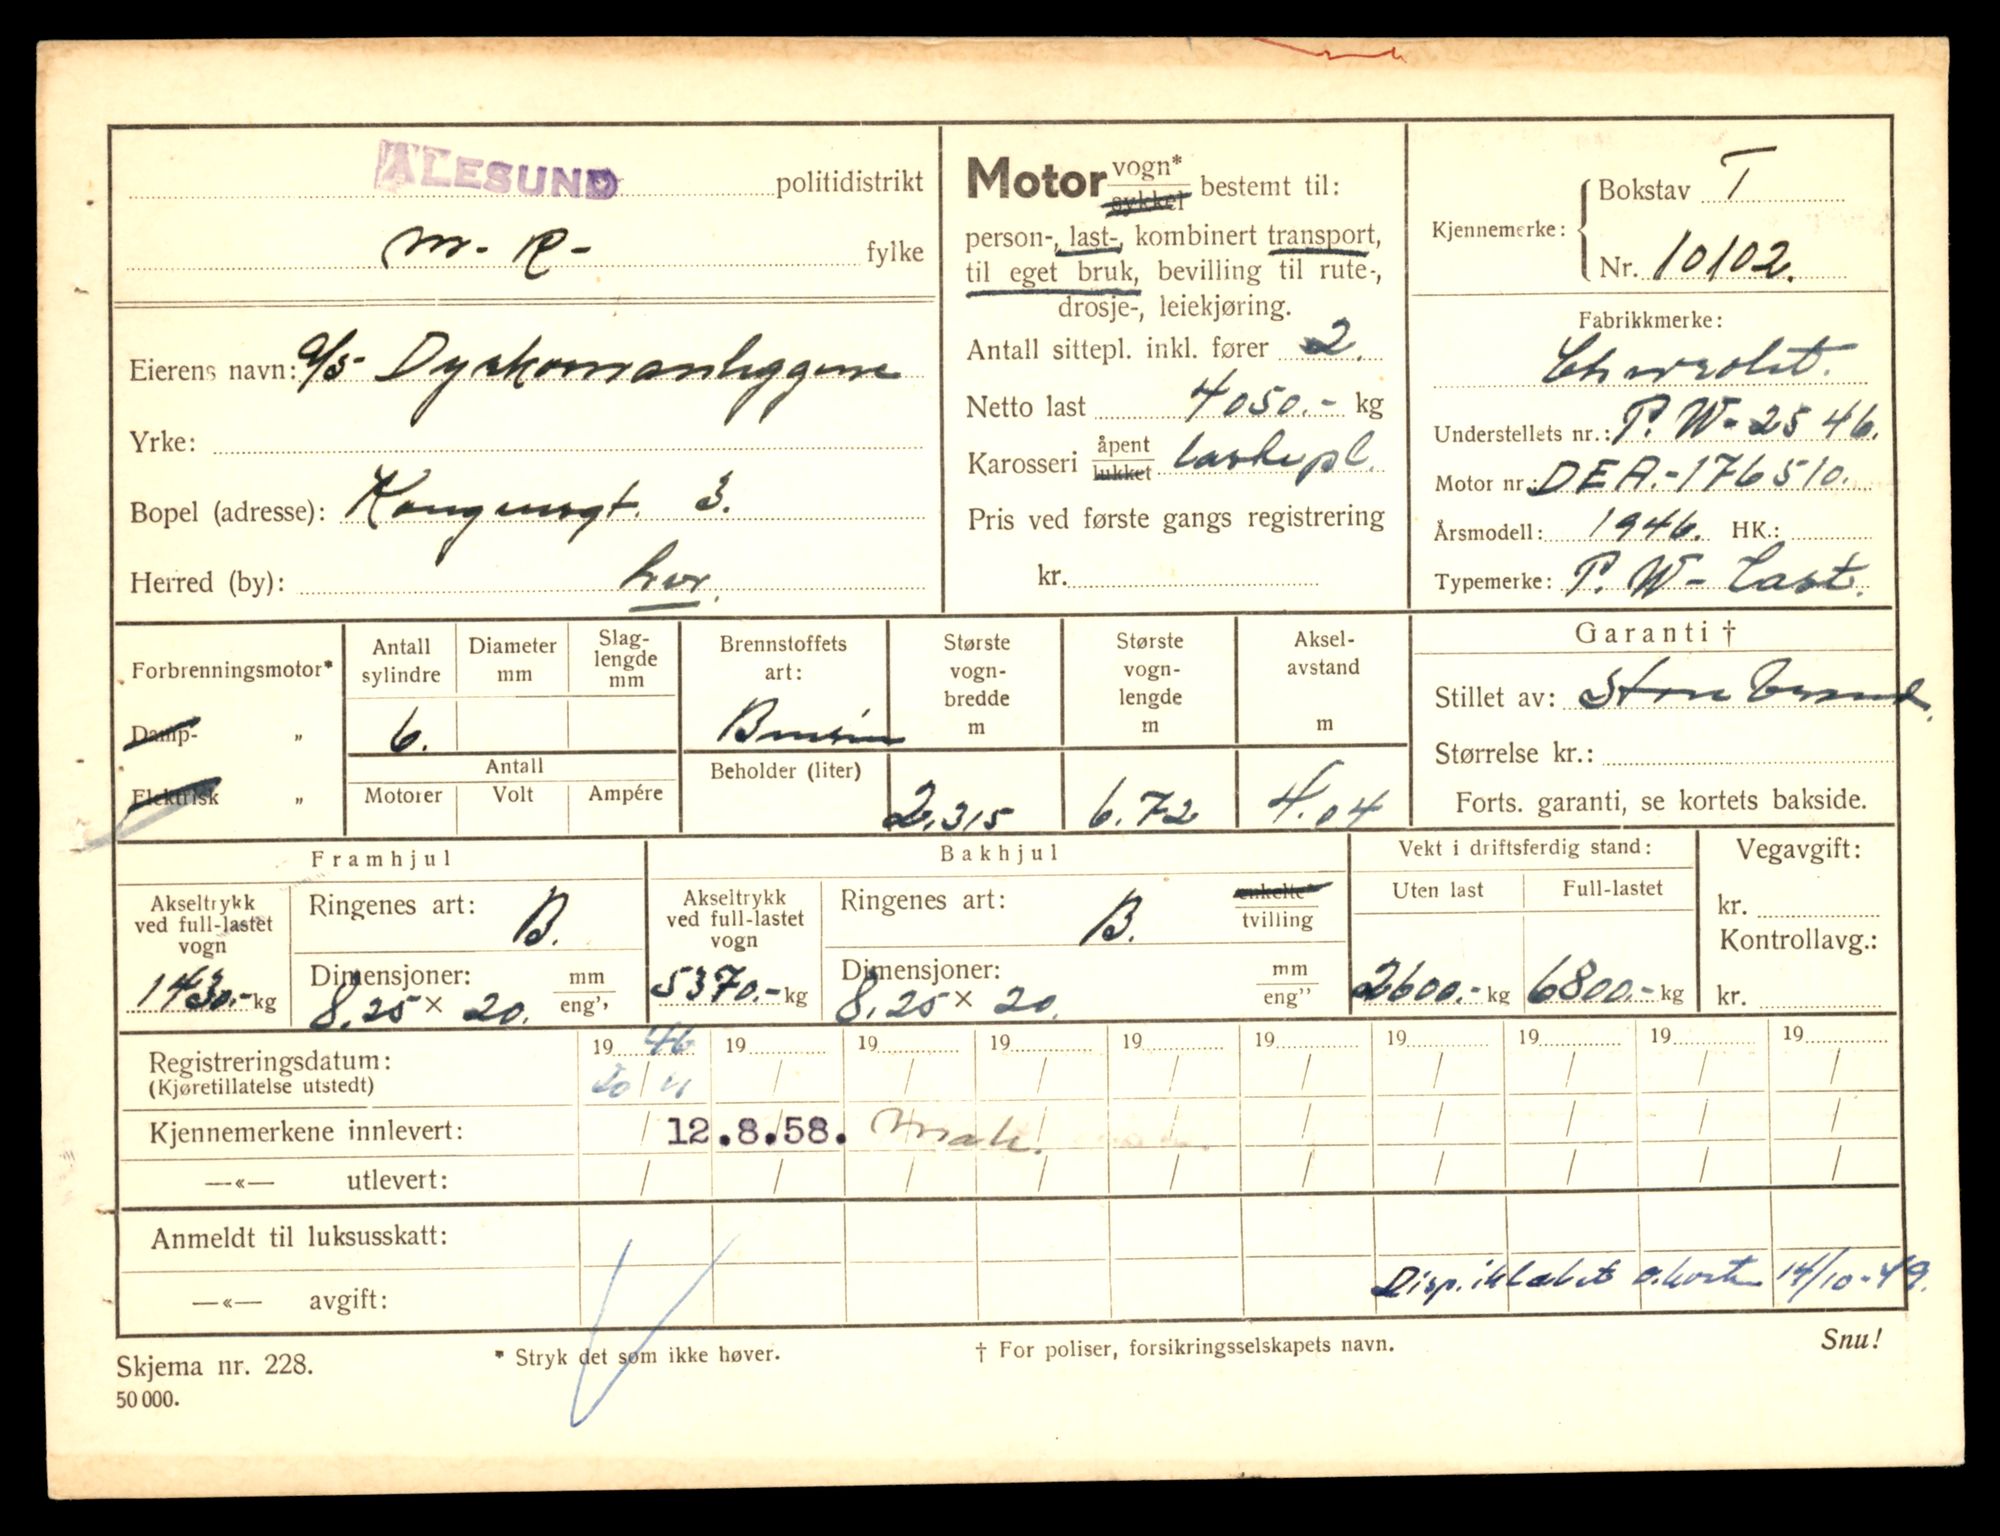 ÅLESUND politidistrikt
M. R. fylke
Eierens navn: A/S Dyrkornanleggene
Yrke:
Bopel (adresse): Kongensgt. 3.
Herred (by): her.
Motor vogn* sykkel bestemt til:
person-, last-, kombinert transport,
til eget bruk, bevilling til rute-,
drosje-, leiekjøring.
Antall sittepl. inkl. fører 2.
Netto last 4050.- kg
Karosseri åpent lukket lastepl.
Pris ved første gangs registrering
kr.
Kjennemerke: Bokstav T
Nr. 10102.
Fabrikkmerke:
Chevrolet.
Understellets nr.: P.W-2546.
Motor nr.: DEA.-176510.
Årsmodell: 1946. HK.:
Typemerke: P.W- Last.
Forbrenningsmotor*
Damp- „
Elektrisk „
Antall sylindre
Diameter mm
Slag-lengde mm
6.
Antall
Motorer Volt Ampére
Brennstoffets art:
Bensin
Beholder (liter)
Største vogn-bredde m
2.315
Største vogn-lengde m
6.72
Aksel-avstand m
4.04
Garanti †
Stillet av: Storebrand.
Størrelse kr.:
Forts. garanti, se kortets bakside.
Framhjul
Akseltrykk ved full-lastet vogn
1430.- kg
Ringenes art: B.
Dimensjoner: mm eng''
8.25 × 20.
Bakhjul
Akseltrykk ved full-lastet vogn
5370.- kg
Ringenes art: B. enkelte* tvilling
Dimensjoner: mm eng''
8.25 × 20.
Vekt i driftsferdig stand:
Uten last Full-lastet
2600.- kg 6800.- kg
Vegavgift:
kr.
Kontrollavg.:
kr.
Registreringsdatum: 19 46 19 19 19 19 19 19 19 19 19
(Kjøretillatelse utstedt) 20/11 / / / / / / / / /
Kjennemerkene innlevert: / 12.8.58.
—«— utlevert: / / / / / / / / / /
Anmeldt til luksusskatt:
—«— avgift:
14/10-49.
Skjema nr. 228.
50 000.
* Stryk det som ikke høver.
† For poliser, forsikringsselskapets navn.
Snu!